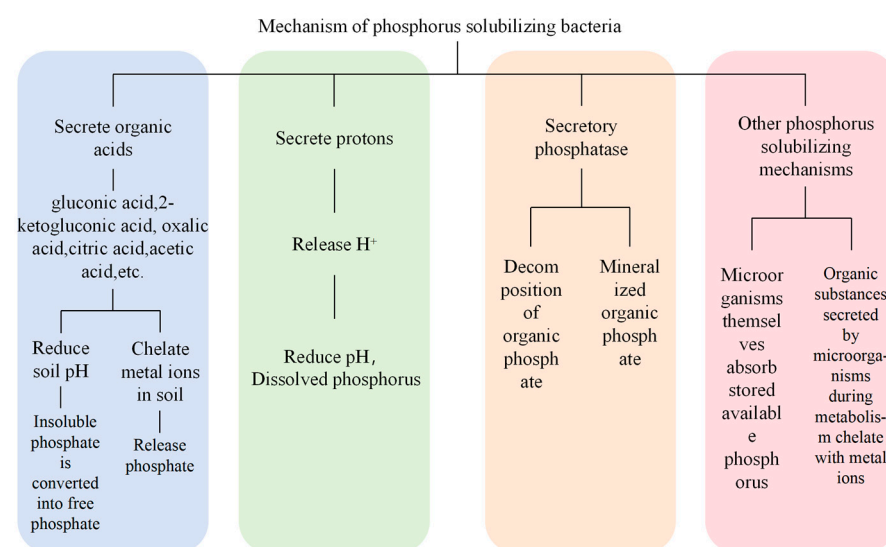 Mechanism of phosphorus solubilizing bacteria
Secrete organic
acids
gluconic acid,2-
ketogluconic acid, oxalic
acid,citric acid,acetic
acid,etc.
Reduce
soil pH
Insoluble
phosphate
is
converted
into free
phosphate
Chelate
metal ions
in soil
Release
phosphate
Secrete protons
Release H⁺
Reduce pH,
Dissolved phosphorus
Secretory
phosphatase
Decom
position
of
organic
phosph
ate
Mineral
ized
organic
phosph
ate
Other phosphorus
solubilizing
mechanisms
Microor
ganisms
themsel
ves
absorb
stored
availabl
e
phosph
orus
Organic
substances
secreted
by
microorga-
nisms
during
metabolis-
m chelate
with metal
ions